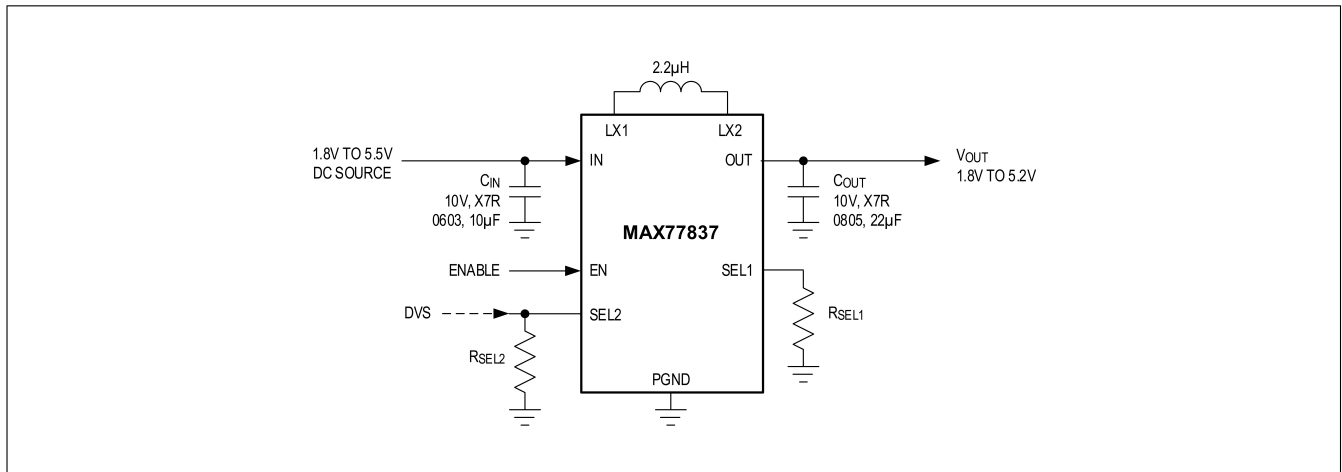 2.2µH
LX1
LX2
1.8V TO 5.5V
DC SOURCE
IN
OUT
VOUT
1.8V TO 5.2V
CIN
10V, X7R
0603, 10µF
COUT
10V, X7R
0805, 22µF
MAX77837
ENABLE
EN
SEL1
DVS
SEL2
RSEL1
RSEL2
PGND